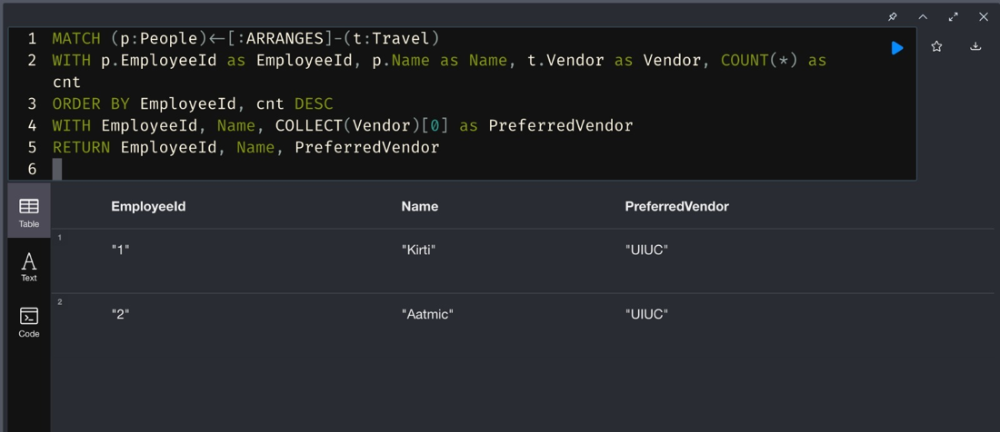 1 MATCH (p:People)<-[:ARRANGES]-(t:Travel)
2 WITH p.EmployeeId as EmployeeId, p.Name as Name, t.Vendor as Vendor, COUNT(*) as
cnt
3 ORDER BY EmployeeId, cnt DESC
4 WITH EmployeeId, Name, COLLECT(Vendor)[0] as PreferredVendor
5 RETURN EmployeeId, Name, PreferredVendor
6
Table
Text
Code
EmployeeId Name PreferredVendor
1
"1" "Kirti" "UIUC"
2
"2" "Aatmic" "UIUC"